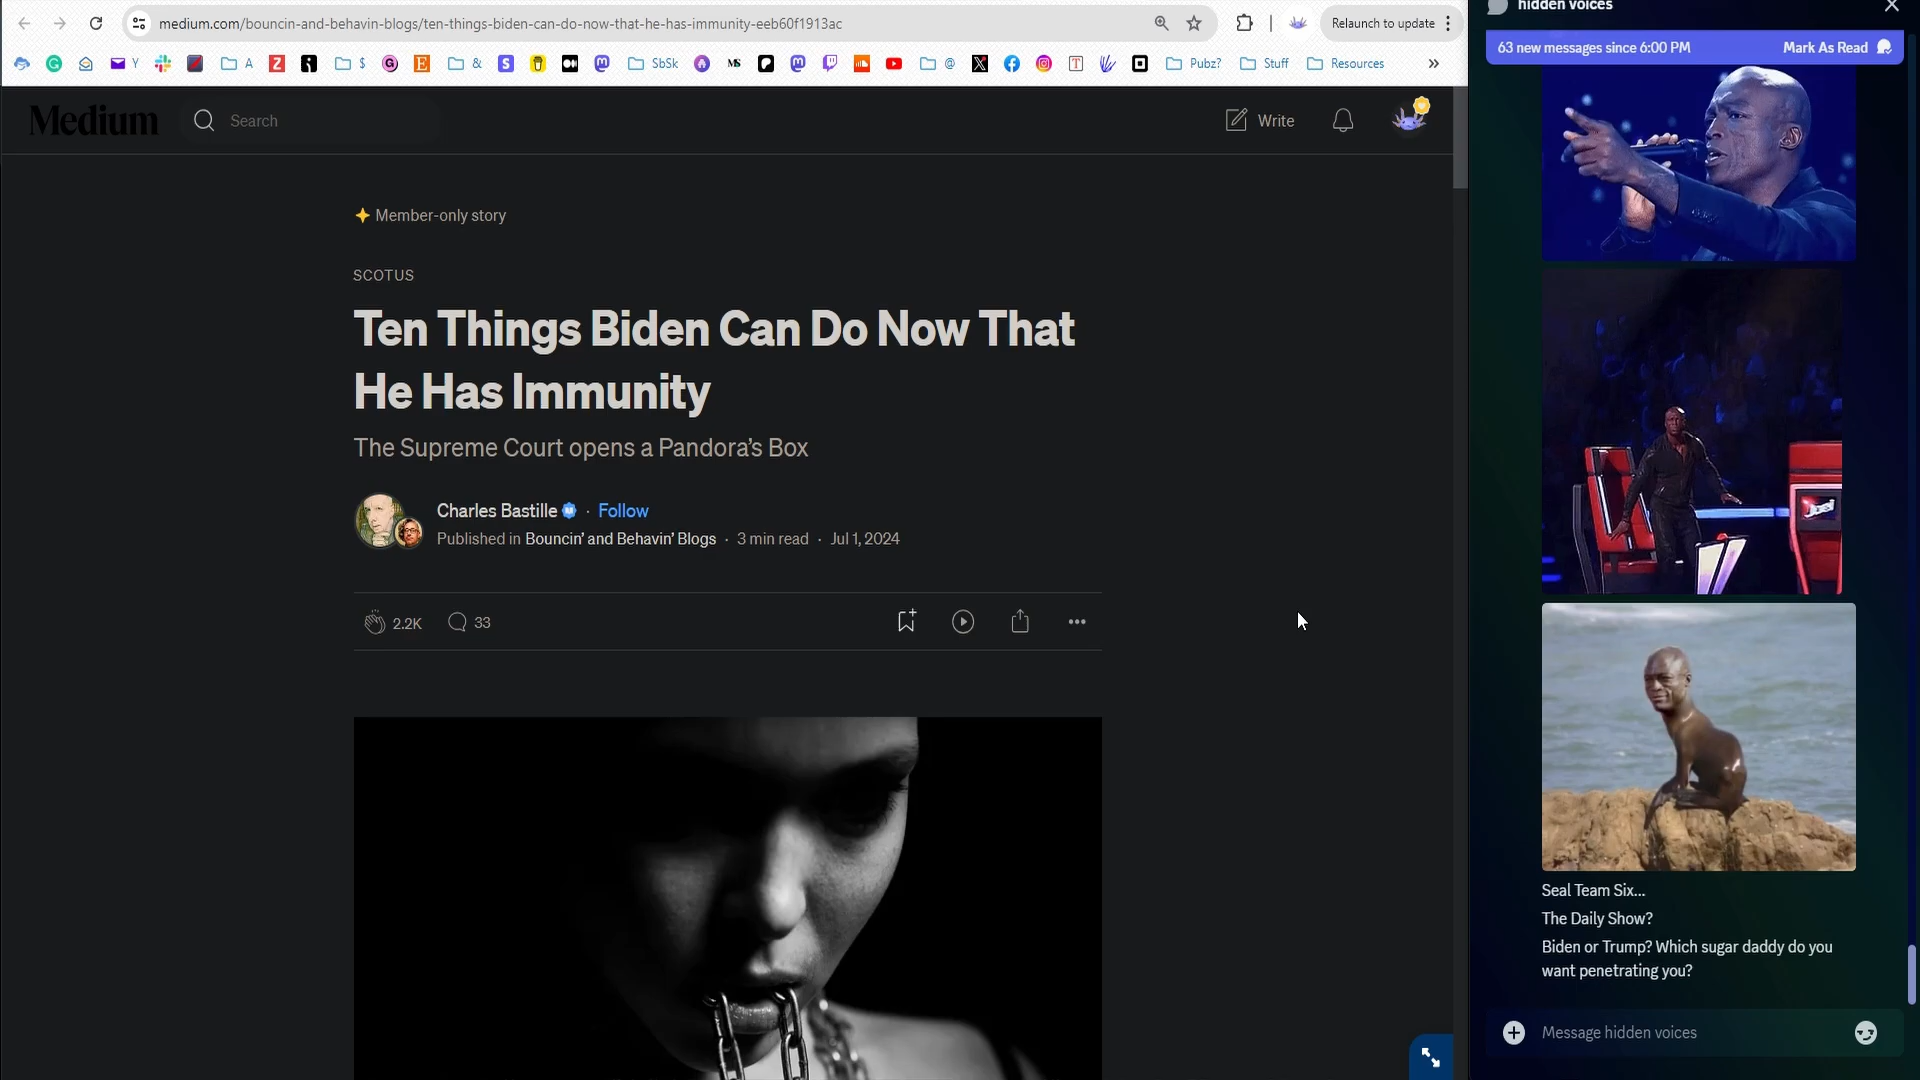 medium.com/bouncin-and-behavin-blogs/ten-things-biden-can-do-now-that-he-has-immunity-eeb60f1913ac
Relaunch to update
Y
A
$
&
SbSk
@
Pubz?
Stuff
Resources
Medium
Search
Write
Member-only story
SCOTUS
Ten Things Biden Can Do Now That
He Has Immunity
The Supreme Court opens a Pandora's Box
Charles Bastille · Follow
Published in Bouncin' and Behavin' Blogs · 3 min read · Jul 1, 2024
2.2K
33
hidden voices
63 new messages since 6:00 PM
Mark As Read
Seal Team Six...
The Daily Show?
Biden or Trump? Which sugar daddy do you
want penetrating you?
Message hidden voices